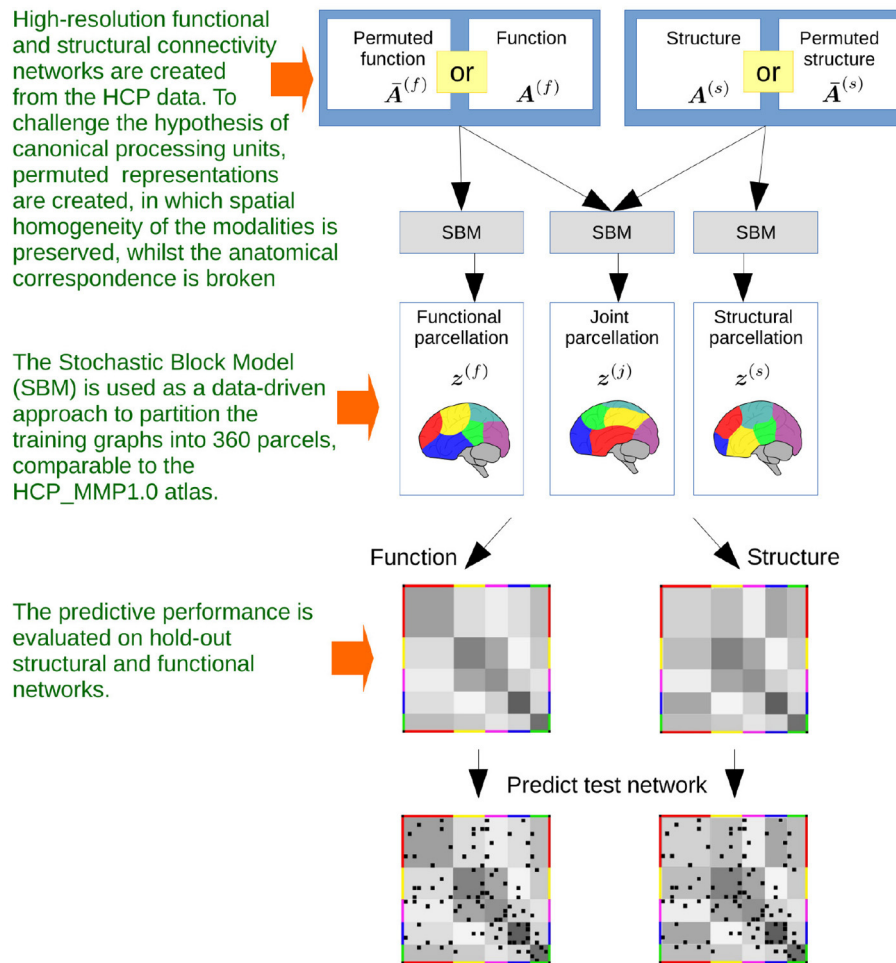 High-resolution functional
and structural connectivity
networks are created
from the HCP data. To
challenge the hypothesis of
canonical processing units,
permuted  representations
are created, in which spatial
homogeneity of the modalities is
preserved, whilst the anatomical
correspondence is broken
Permuted
function
Ā^(f)
or
Function
A^(f)
Structure
A^(s)
or
Permuted
structure
Ā^(s)
SBM
SBM
SBM
The Stochastic Block Model
(SBM) is used as a data-driven
approach to partition the
training graphs into 360 parcels,
comparable to the
HCP_MMP1.0 atlas.
Functional
parcellation
z^(f)
Joint
parcellation
z^(j)
Structural
parcellation
z^(s)
Function
Structure
The predictive performance is
evaluated on hold-out
structural and functional
networks.
Predict test network